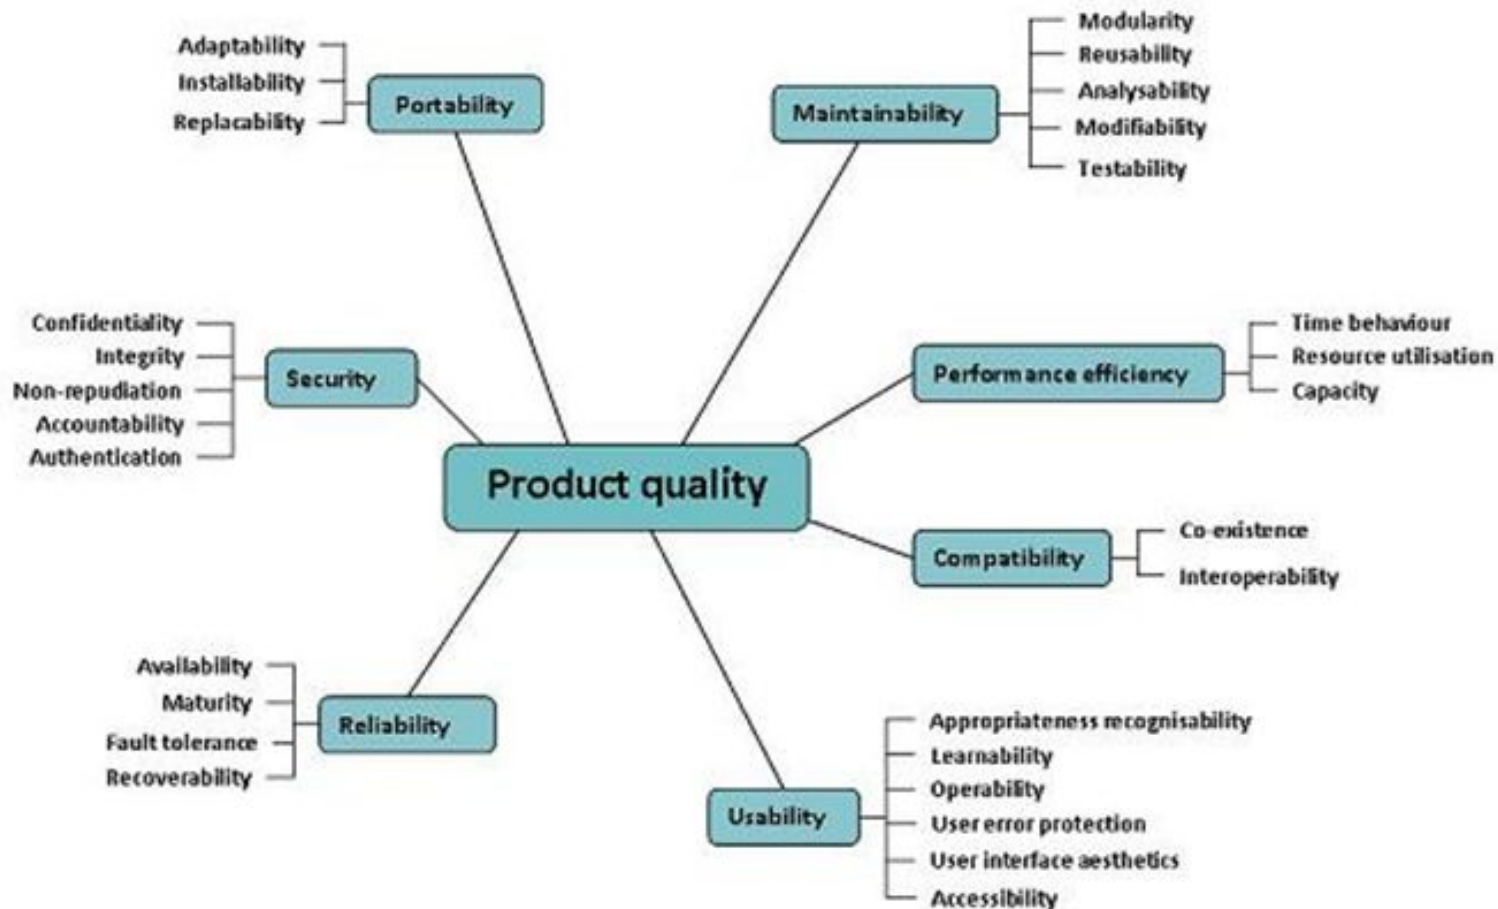 Adaptability
Installability
Replacability
Portability
Maintainability
Modularity
Reusability
Analysability
Modifiability
Testability
Confidentiality
Integrity
Non-repudiation
Accountability
Authentication
Security
Performance efficiency
Time behaviour
Resource utilisation
Capacity
Product quality
Compatibility
Co-existence
Interoperability
Availability
Maturity
Fault tolerance
Recoverability
Reliability
Usability
Appropriateness recognisability
Learnability
Operability
User error protection
User interface aesthetics
Accessibility